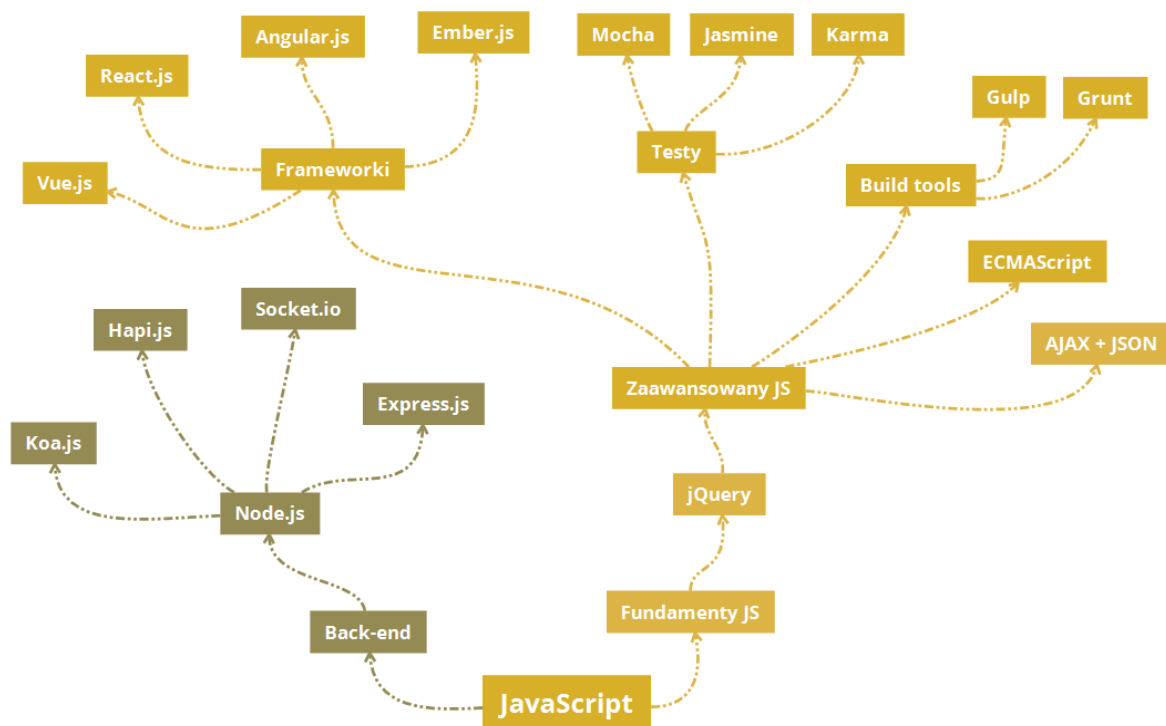 Ember.js
Angular.js
React.js
Frameworki
Vue.js
Mocha
Jasmine
Karma
Testy
Gulp
Grunt
Build tools
ECMAScript
AJAX + JSON
Zaawansowany JS
Socket.io
Hapi.js
Express.js
Koa.js
Node.js
jQuery
Fundamenty JS
Back-end
JavaScript